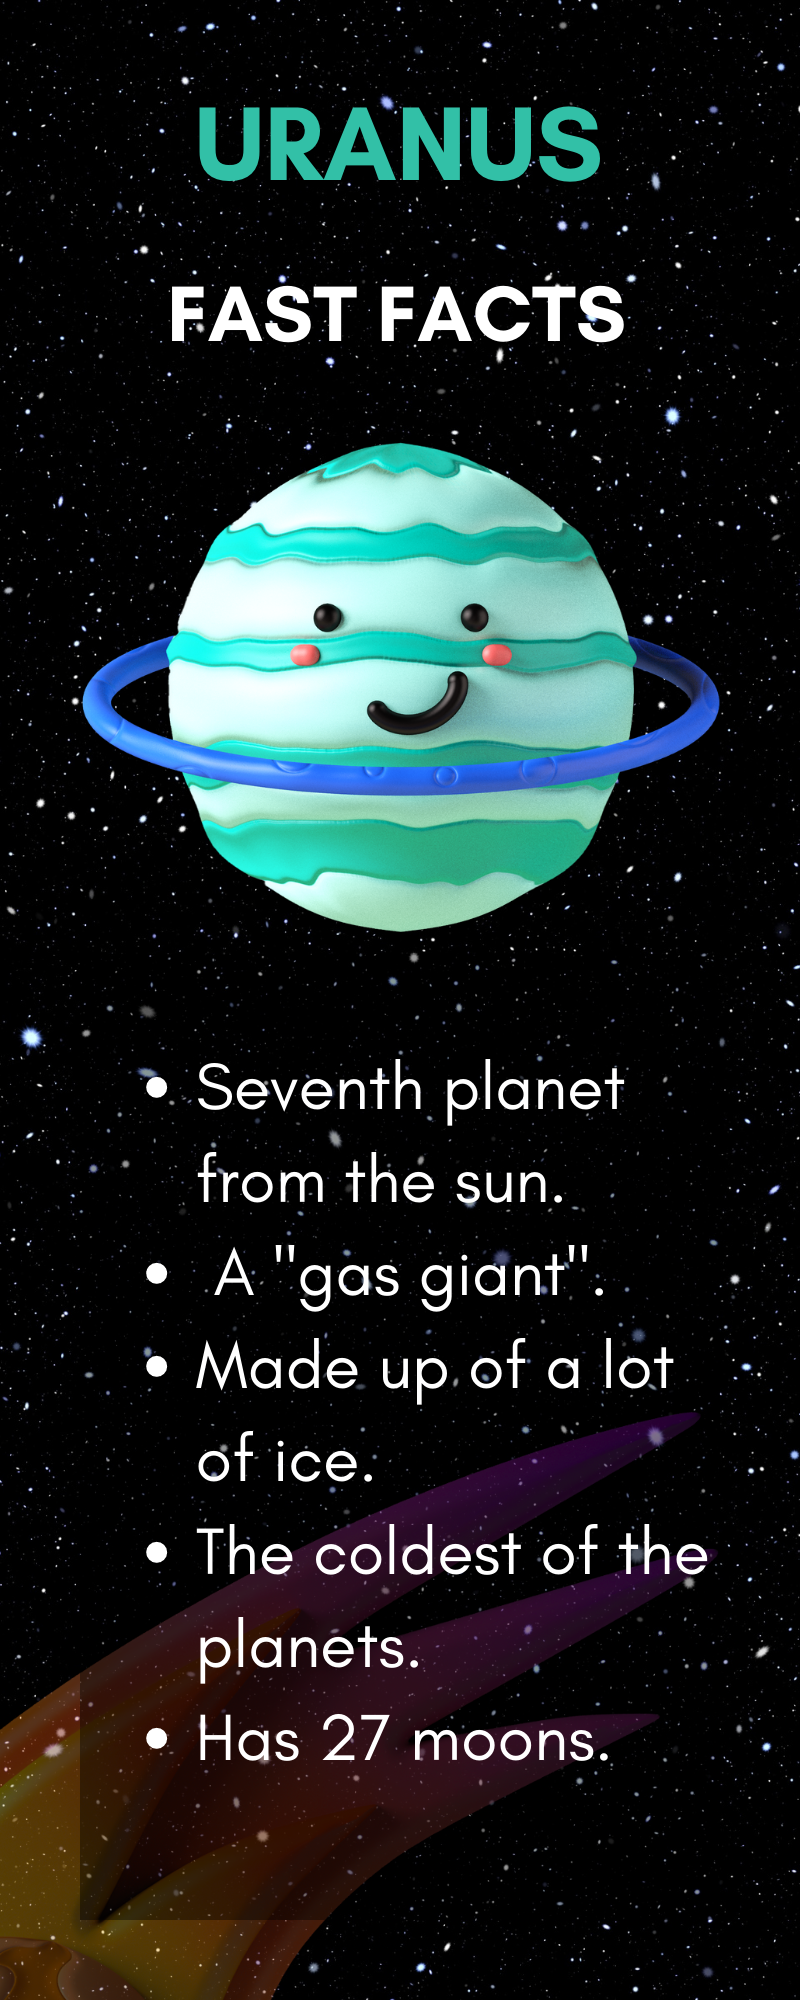 URANUS
FAST FACTS
• Seventh planet
from the sun.
• A "gas giant".
• Made up of a lot
of ice.
• The coldest of the
planets.
• Has 27 moons.